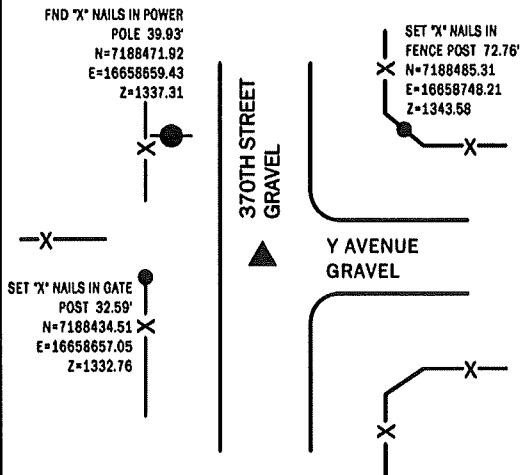 FND "X" NAILS IN POWER
POLE 39.93'
N=7188471.92
E=16658659.43
Z=1337.31
SET "X" NAILS IN
FENCE POST 72.76'
N=7188485.31
E=16658748.21
Z=1343.58
370TH STREET
GRAVEL
Y AVENUE
GRAVEL
SET "X" NAILS IN GATE
POST 32.59'
N=7188434.51
E=16658657.05
Z=1332.76